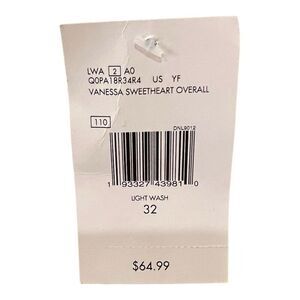 LWA 2 A0
Q0PA18R34R4 US YF
VANESSA SWEETHEART OVERALL
110
DNL9012
1 93327 43981 0
LIGHT WASH
32
$64.99